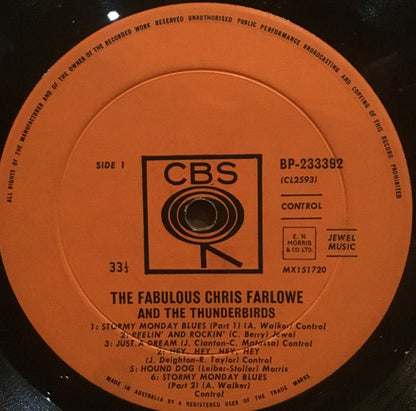 ALL RIGHTS OF THE MANUFACTURER AND OF THE OWNER OF THE RECORDED WORK RESERVED UNAUTHORISED PUBLIC PERFORMANCE BROADCASTING AND COPYING OF THIS RECORDING PROHIBITED
SIDE 1
CBS
BP-233392
(CL2593)
CONTROL
E. H.
MORRIS
& CO. LTD.
JEWEL
MUSIC
33⅓
MX151720
THE FABULOUS CHRIS FARLOWE
AND THE THUNDERBIRDS
1: STORMY MONDAY BLUES (Part 1) (A. Walker) Control
2: REELIN' AND ROCKIN' (C. Berry) Jewel
3: JUST A DREAM (J. Clanton-C. Matassa) Control
4: HEY, HEY, HEY, HEY
(J. Deighton-R. Taylor) Control
5: HOUND DOG (Leiber-Stoller) Morris
6: STORMY MONDAY BLUES
(Part 2) (A. Walker)
Control
MADE IN AUSTRALIA BY A REGISTERED USER OF THE TRADE MARKS